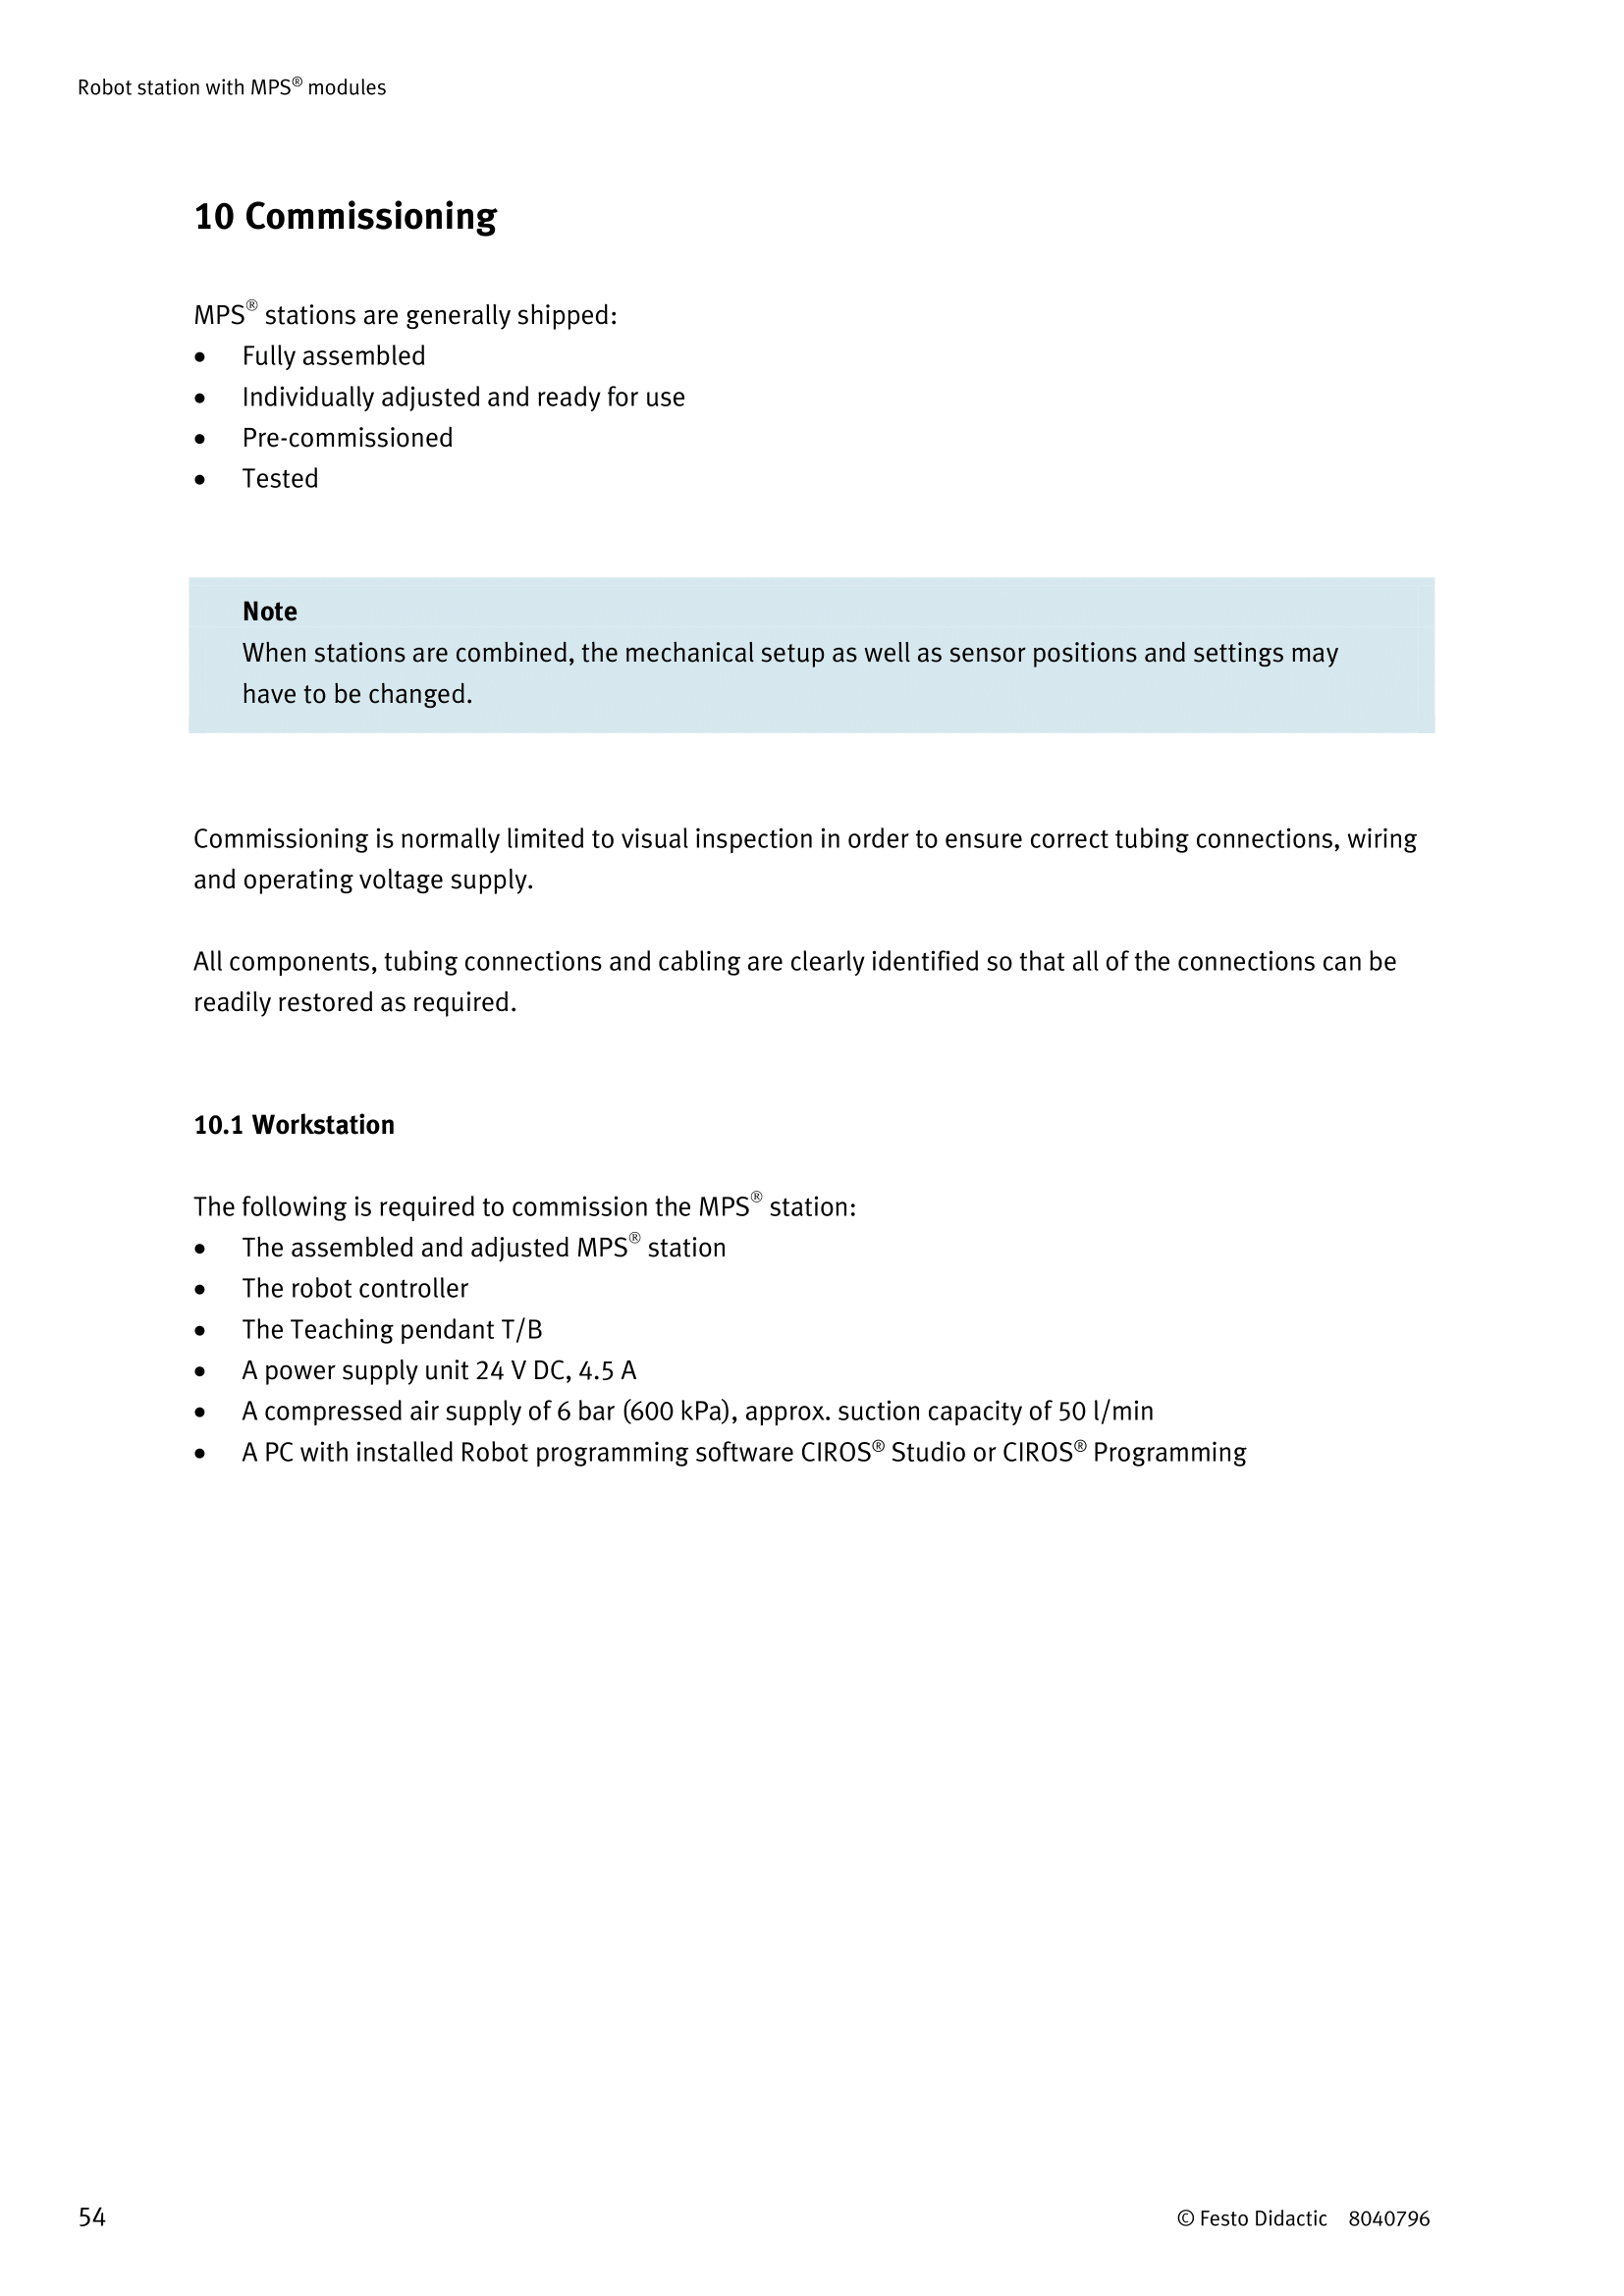 Robot station with MPS® modules
10 Commissioning
MPS® stations are generally shipped:
• Fully assembled
• Individually adjusted and ready for use
• Pre-commissioned
• Tested
Note
When stations are combined, the mechanical setup as well as sensor positions and settings may
have to be changed.
Commissioning is normally limited to visual inspection in order to ensure correct tubing connections, wiring
and operating voltage supply.
All components, tubing connections and cabling are clearly identified so that all of the connections can be
readily restored as required.
10.1 Workstation
The following is required to commission the MPS® station:
• The assembled and adjusted MPS® station
• The robot controller
• The Teaching pendant T/B
• A power supply unit 24 V DC, 4.5 A
• A compressed air supply of 6 bar (600 kPa), approx. suction capacity of 50 l/min
• A PC with installed Robot programming software CIROS® Studio or CIROS® Programming
54 © Festo Didactic 8040796